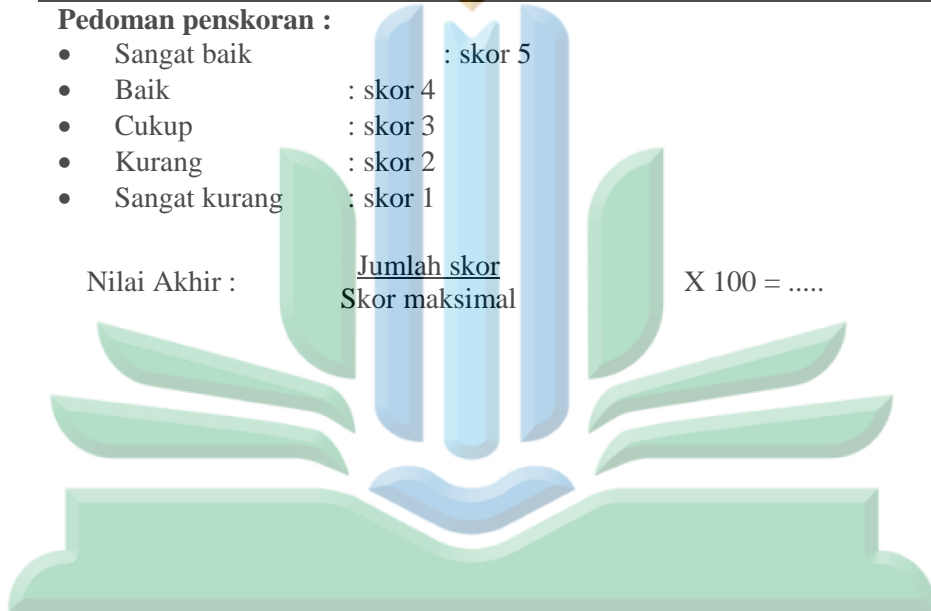 Pedoman penskoran :
• Sangat baik : skor 5
• Baik : skor 4
• Cukup : skor 3
• Kurang : skor 2
• Sangat kurang : skor 1
Nilai Akhir : Jumlah skor X 100 = .....
Skor maksimal